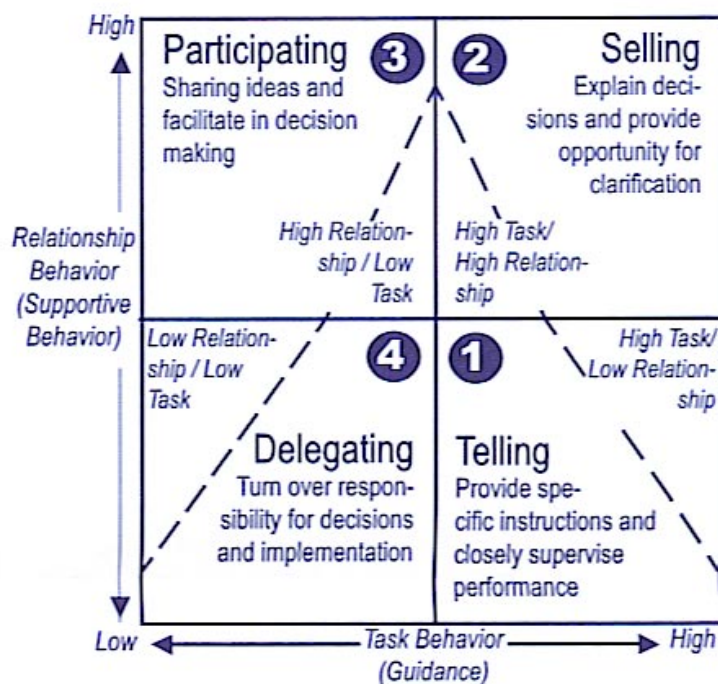 High
Participating
3
Sharing ideas and
facilitate in decision
making
2
Selling
Explain deci-
sions and provide
opportunity for
clarification
High Relation-
ship / Low
Task
High Task/
High Relation-
ship
Relationship
Behavior
(Supportive
Behavior)
Low Relation-
ship / Low
Task
4
1
High Task/
Low Relation-
ship
Delegating
Turn over respon-
sibility for decisions
and implementation
Telling
Provide spe-
cific instructions and
closely supervise
performance
Low
Task Behavior
(Guidance)
High